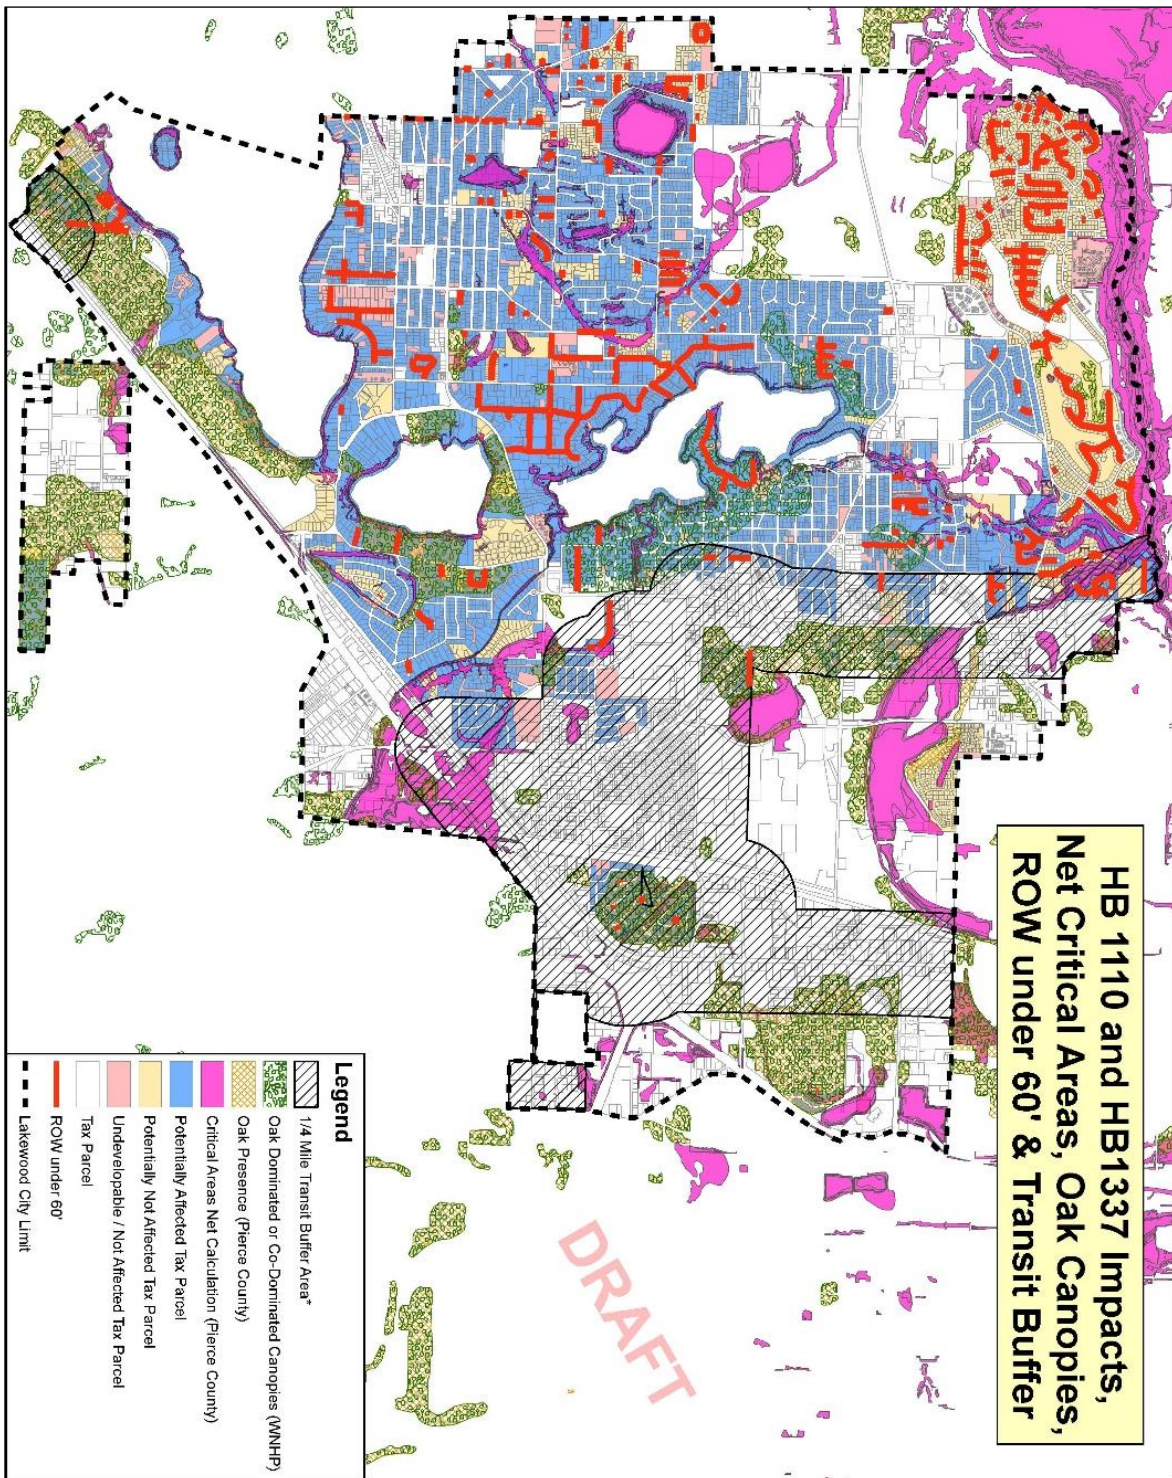 HB 1110 and HB1337 Impacts,
Net Critical Areas, Oak Canopies,
ROW under 60' & Transit Buffer
DRAFT
Legend
1/4 Mile Transit Buffer Area*
Oak Dominated or Co-Dominated Canopies (WNHP)
Oak Presence (Pierce County)
Critical Areas Net Calculation (Pierce County)
Potentially Affected Tax Parcel
Potentially Not Affected Tax Parcel
Undevelopable / Not Affected Tax Parcel
Tax Parcel
ROW under 60'
Lakewood City Limit